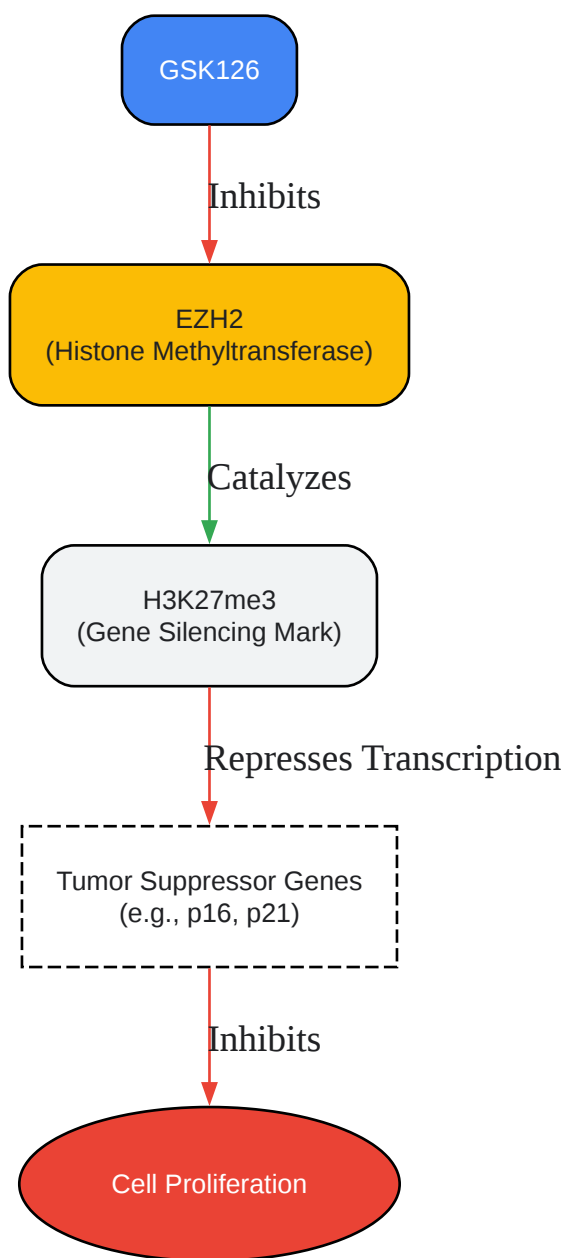 GSK126
Inhibits
EZH2
(Histone Methyltransferase)
Catalyzes
H3K27me3
(Gene Silencing Mark)
Represses Transcription
Tumor Suppressor Genes
(e.g., p16, p21)
Inhibits
Cell Proliferation